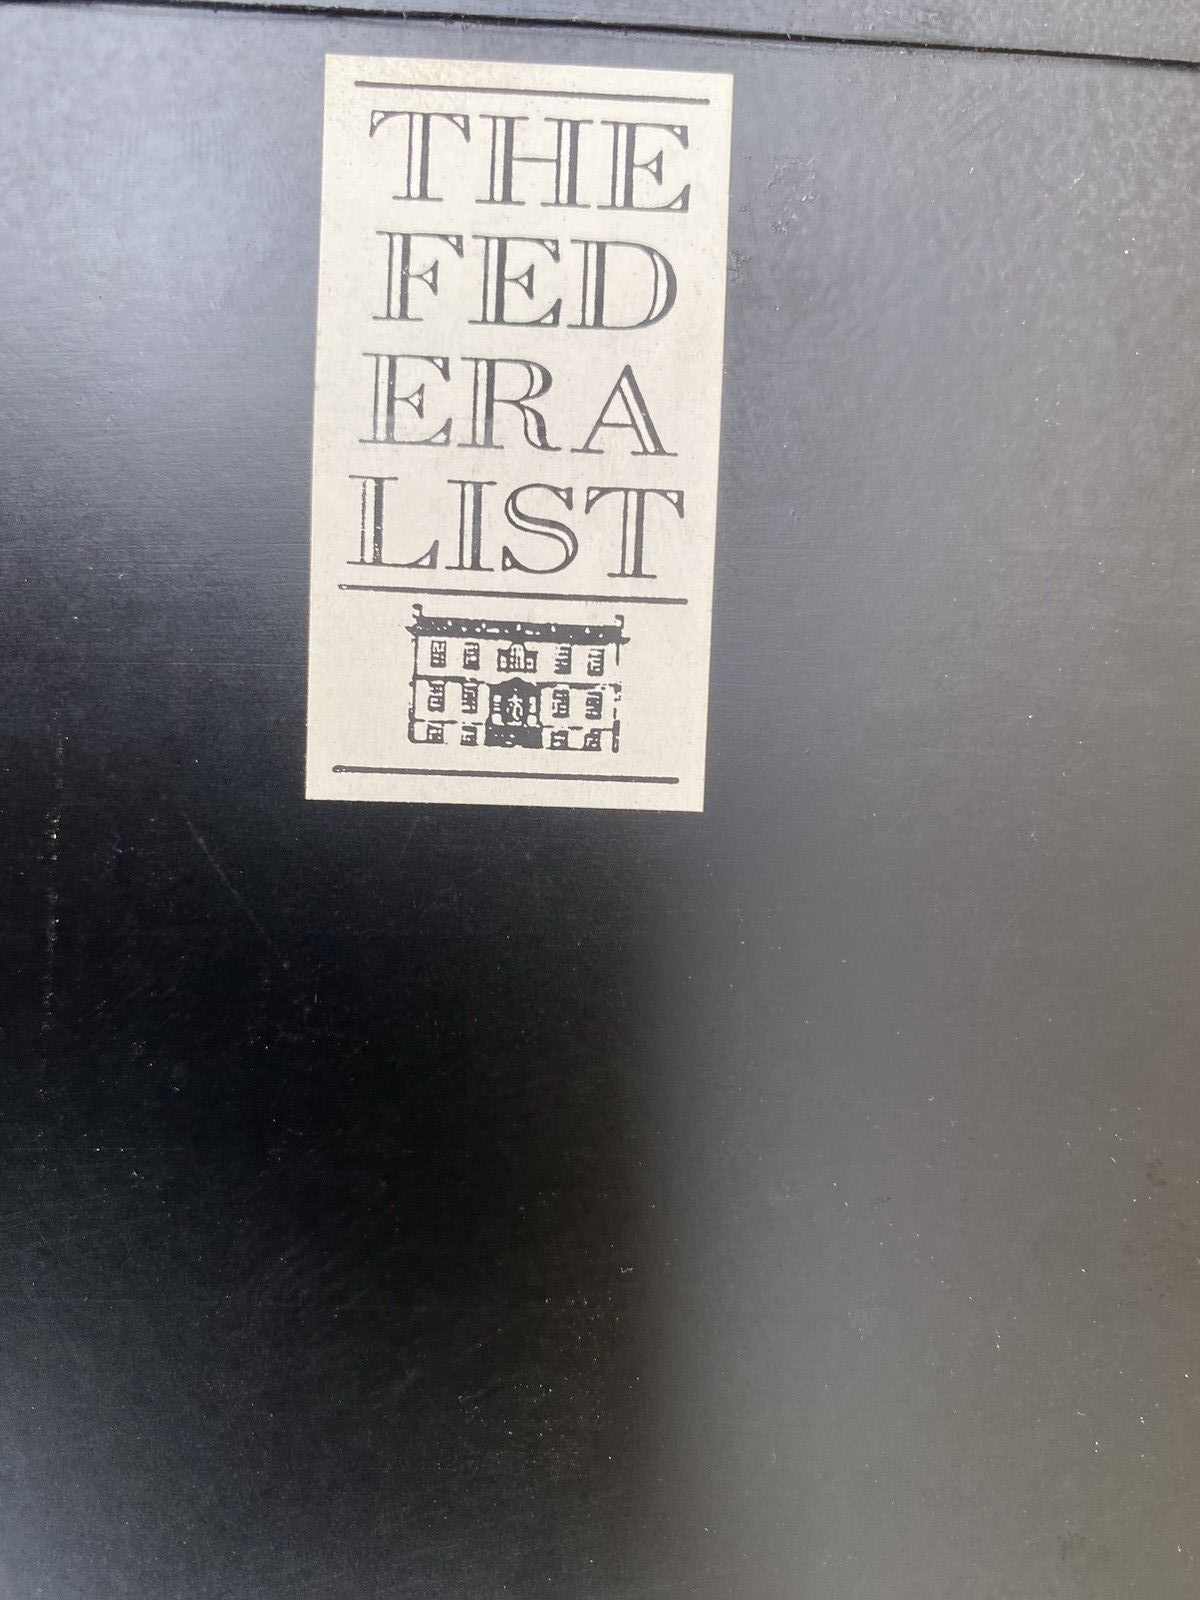 THE
FED
ERA
LIST